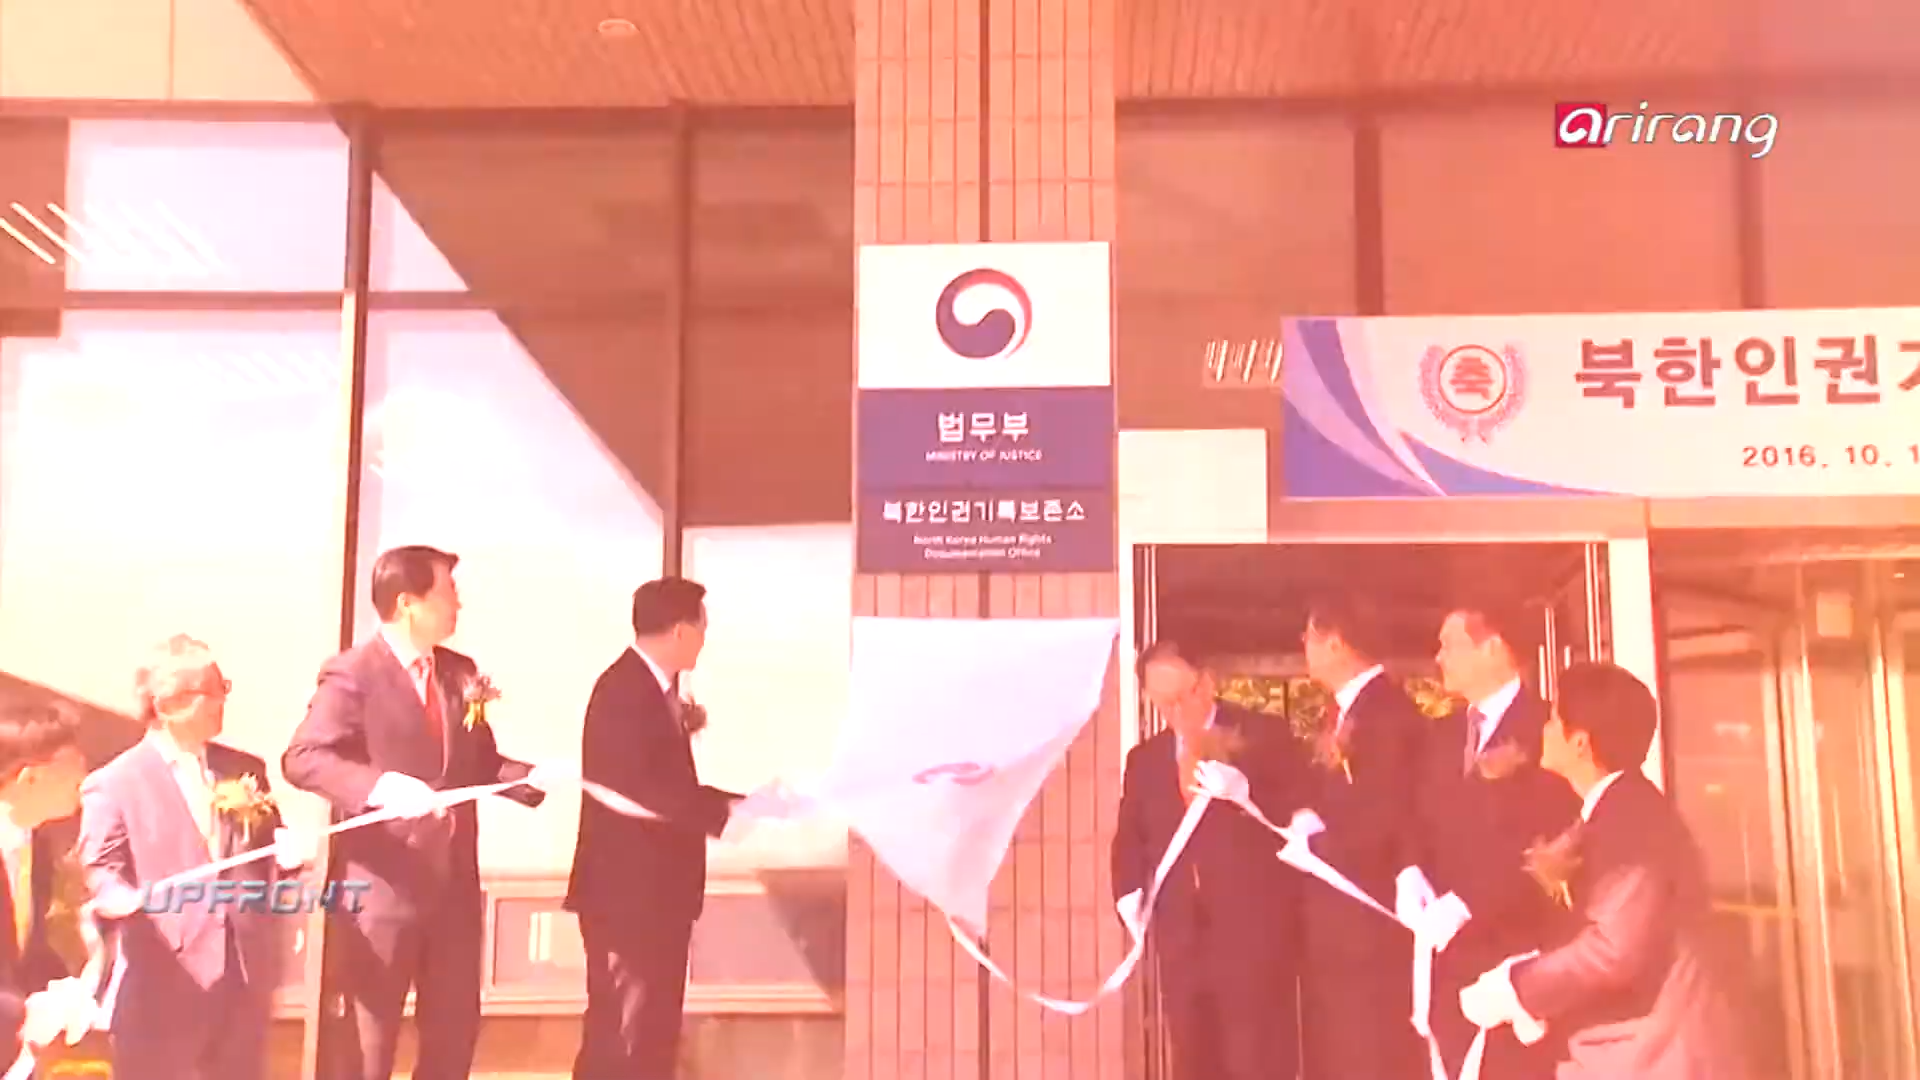 arirang
법무부
MINISTRY OF JUSTICE
북한인권기록보존소
North Korea Human Rights
Documentation Office
축
북한인권기
2016. 10. 1
UPFRONT